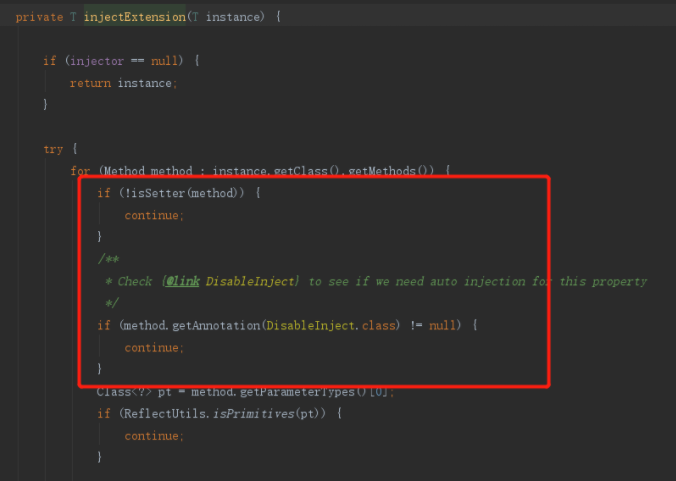 private T injectExtension(T instance) {
if (injector == null) {
return instance;
}
try {
for (Method method : instance.getClass().getMethods()) {
if (!isSetter(method)) {
continue;
}
/**
* Check {@link DisableInject} to see if we need auto injection for this property
*/
if (method.getAnnotation(DisableInject.class) != null) {
continue;
}
Class<?> pt = method.getParameterTypes()[0];
if (ReflectUtils.isPrimitives(pt)) {
continue;
}